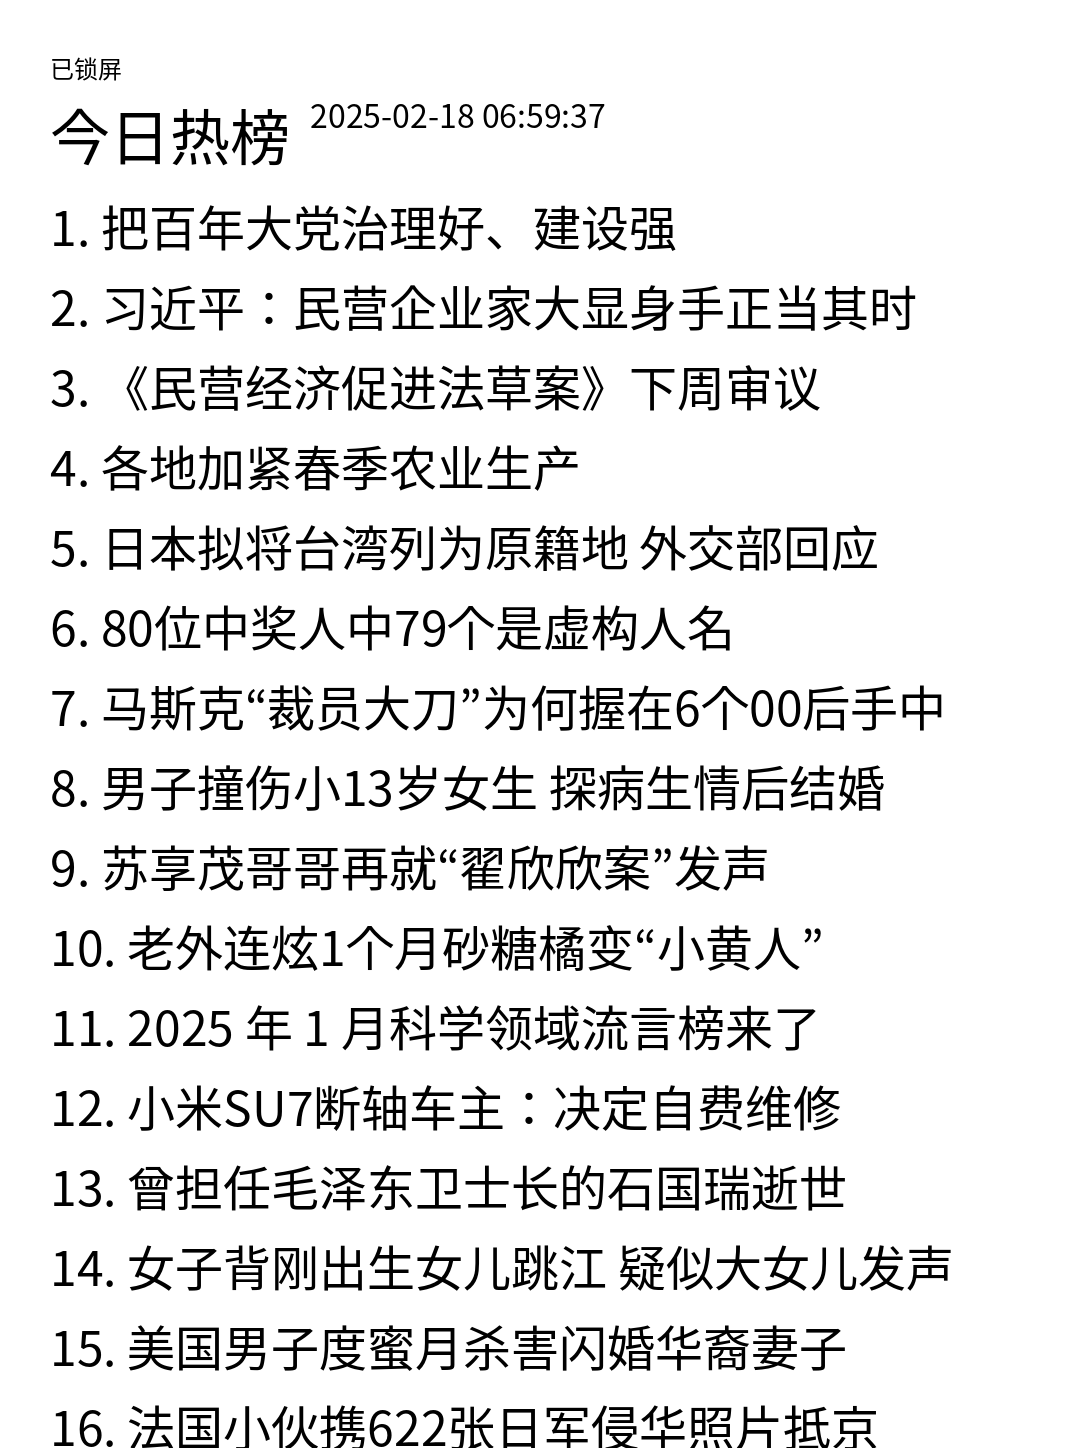 已锁屏
今日热榜 2025-02-18 06:59:37
1. 把百年大党治理好、建设强
2. 习近平：民营企业家大显身手正当其时
3. 《民营经济促进法草案》下周审议
4. 各地加紧春季农业生产
5. 日本拟将台湾列为原籍地 外交部回应
6. 80位中奖人中79个是虚构人名
7. 马斯克“裁员大刀”为何握在6个00后手中
8. 男子撞伤小13岁女生 探病生情后结婚
9. 苏享茂哥哥再就“翟欣欣案”发声
10. 老外连炫1个月砂糖橘变“小黄人”
11. 2025 年 1 月科学领域流言榜来了
12. 小米SU7断轴车主：决定自费维修
13. 曾担任毛泽东卫士长的石国瑞逝世
14. 女子背刚出生女儿跳江 疑似大女儿发声
15. 美国男子度蜜月杀害闪婚华裔妻子
16. 法国小伙携622张日军侵华照片抵京